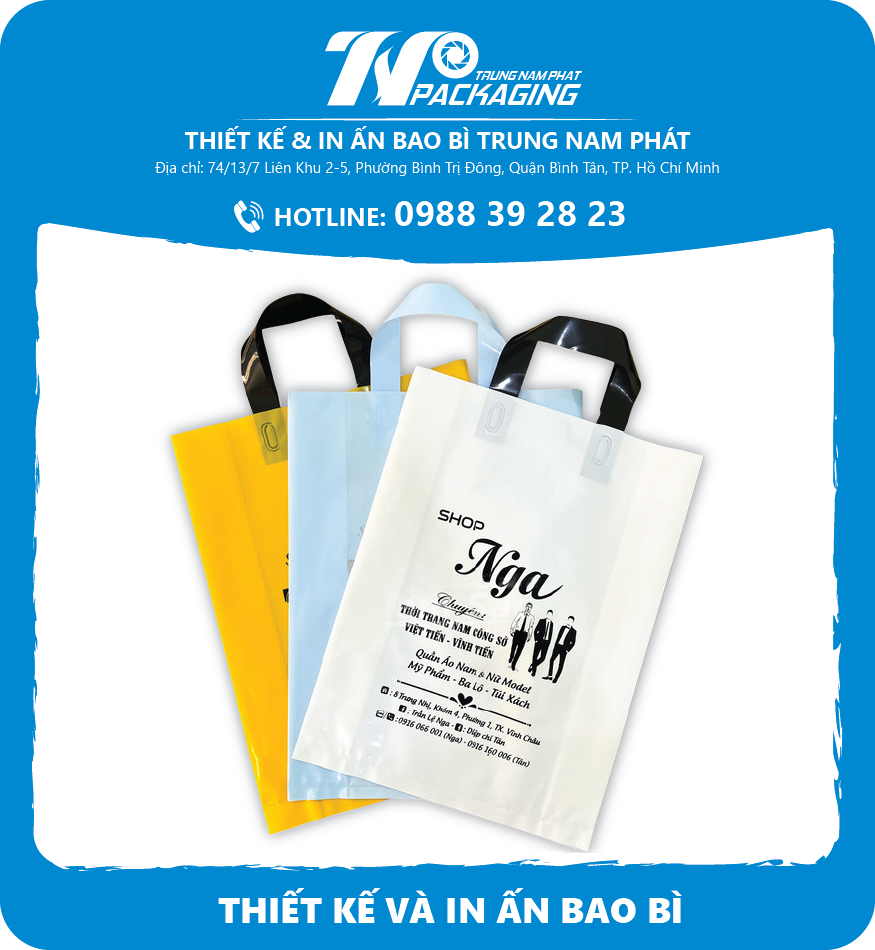 TRUNG NAM PHAT
PACKAGING
THIẾT KẾ & IN ẤN BAO BÌ TRUNG NAM PHÁT
Địa chỉ: 74/13/7 Liên Khu 2-5, Phường Bình Trị Đông, Quận Bình Tân, TP. Hồ Chí Minh
HOTLINE: 0988 39 28 23
SHOP
Nga
Chuyên:
THỜI TRANG NAM CÔNG SỞ
VIỆT TIẾN - VĨNH TIẾN
Quần Áo Nam & Nữ Model
Mỹ Phẩm - Ba Lô - Túi Xách
: 8 Trưng Nhị, Khóm 4, Phường 1, TX. Vĩnh Châu
: Trần Lệ Nga - : Diệp chí Tân
: 0916 066 001 (Nga) - 0916 160 006 (Tân)
THIẾT KẾ VÀ IN ẤN BAO BÌ